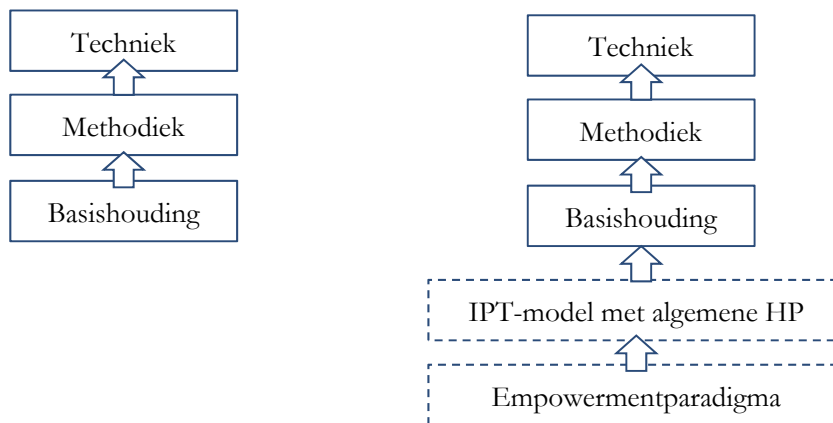 Techniek
Methodiek
Basishouding
Techniek
Methodiek
Basishouding
IPT-model met algemene HP
Empowermentparadigma